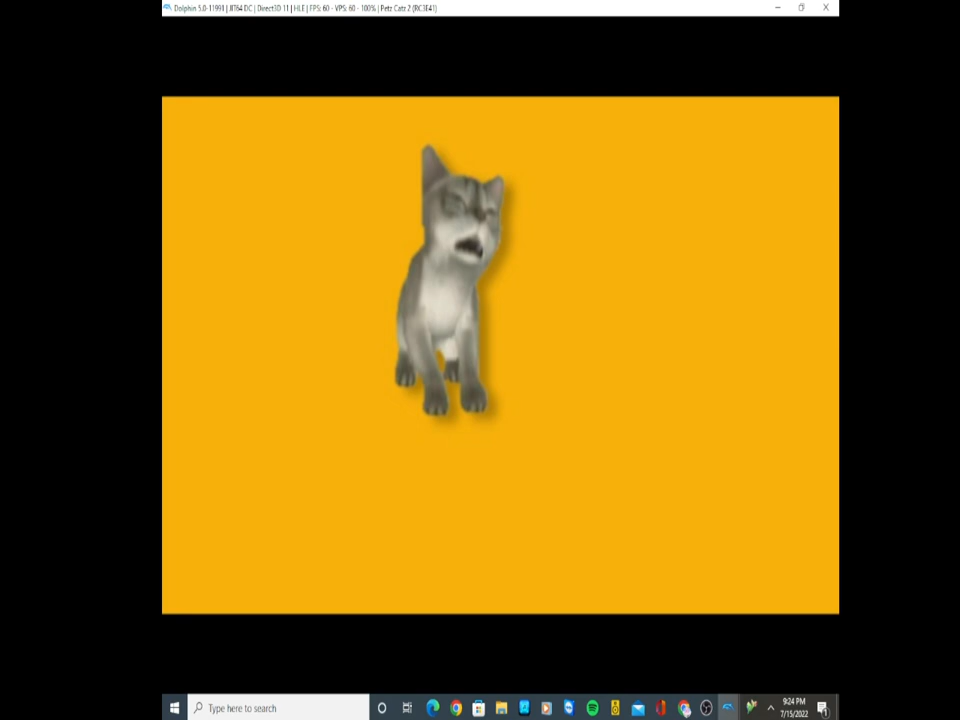 Dolphin 5.0-11991 | JIT64 DC | Direct3D 11 | HLE | FPS: 60 - VPS: 60 - 100% | Petz Catz 2 (RC3E41)
Type here to search
9:24 PM
7/15/2022